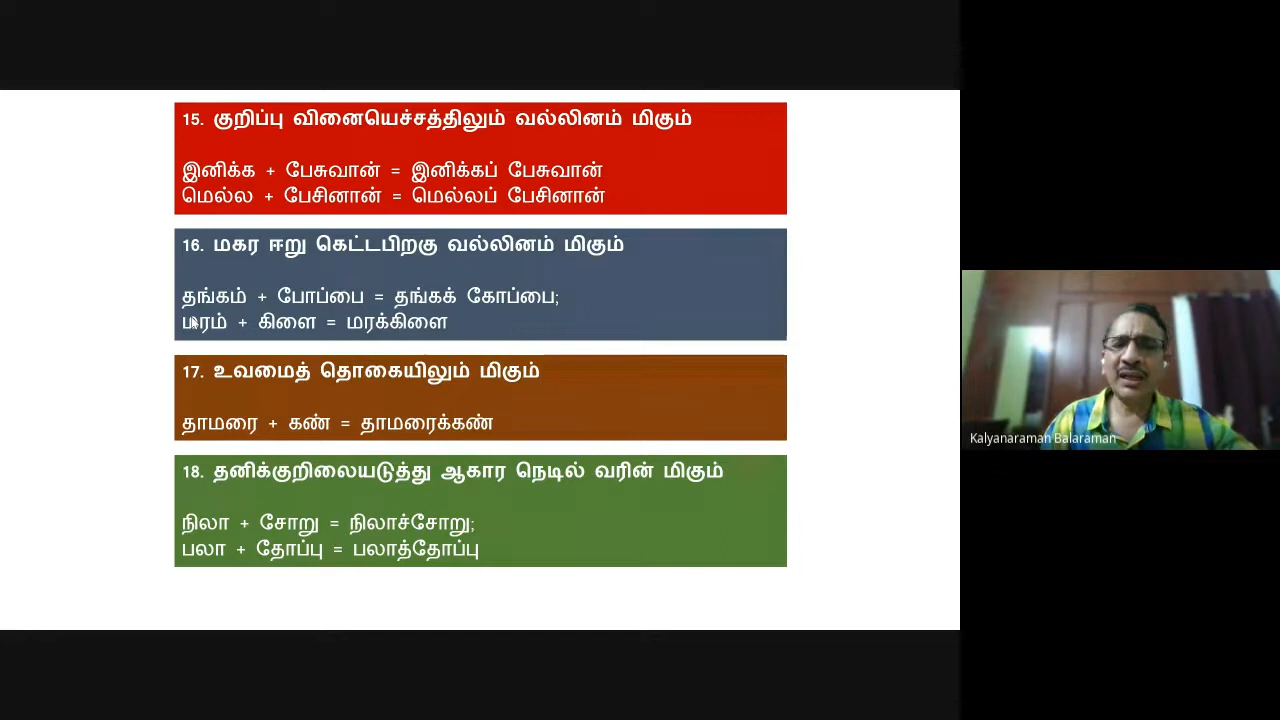 15. குறிப்பு வினையெச்சத்திலும் வல்லினம் மிகும்
இனிக்க + பேசுவான் = இனிக்கப் பேசுவான்
மெல்ல + பேசினான் = மெல்லப் பேசினான்
16. மகர ஈறு கெட்டபிறகு வல்லினம் மிகும்
தங்கம் + போப்பை = தங்கக் கோப்பை;
மரம் + கிளை = மரக்கிளை
17. உவமைத் தொகையிலும் மிகும்
தாமரை + கண் = தாமரைக்கண்
18. தனிக்குறிலையடுத்து ஆகார நெடில் வரின் மிகும்
நிலா + சோறு = நிலாச்சோறு;
பலா + தோப்பு = பலாத்தோப்பு
Kalyanaraman Balaraman